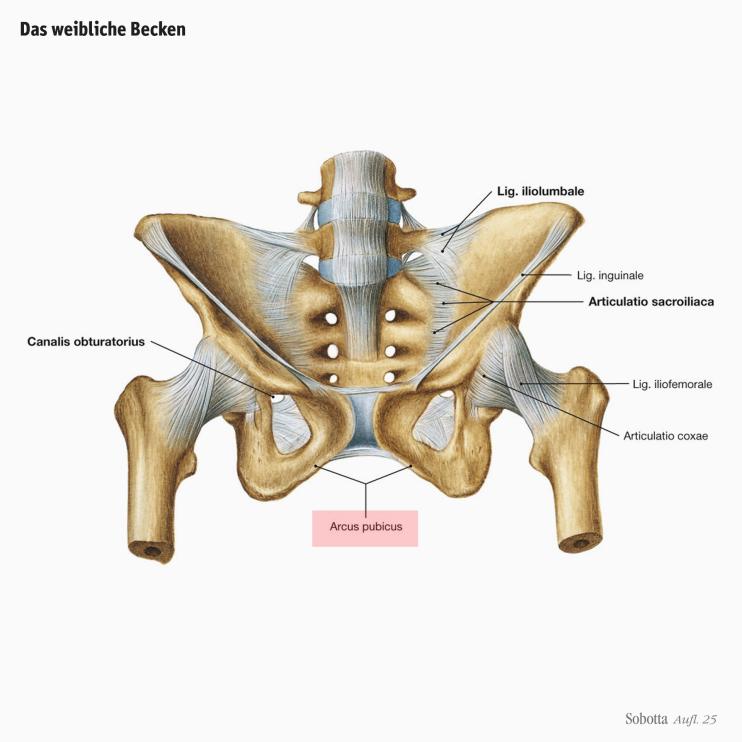 Das weibliche Becken
Lig. iliolumbale
Lig. inguinale
Articulatio sacroiliaca
Canalis obturatorius
Lig. iliofemorale
Articulatio coxae
Arcus pubicus
Sobotta Aufl. 25